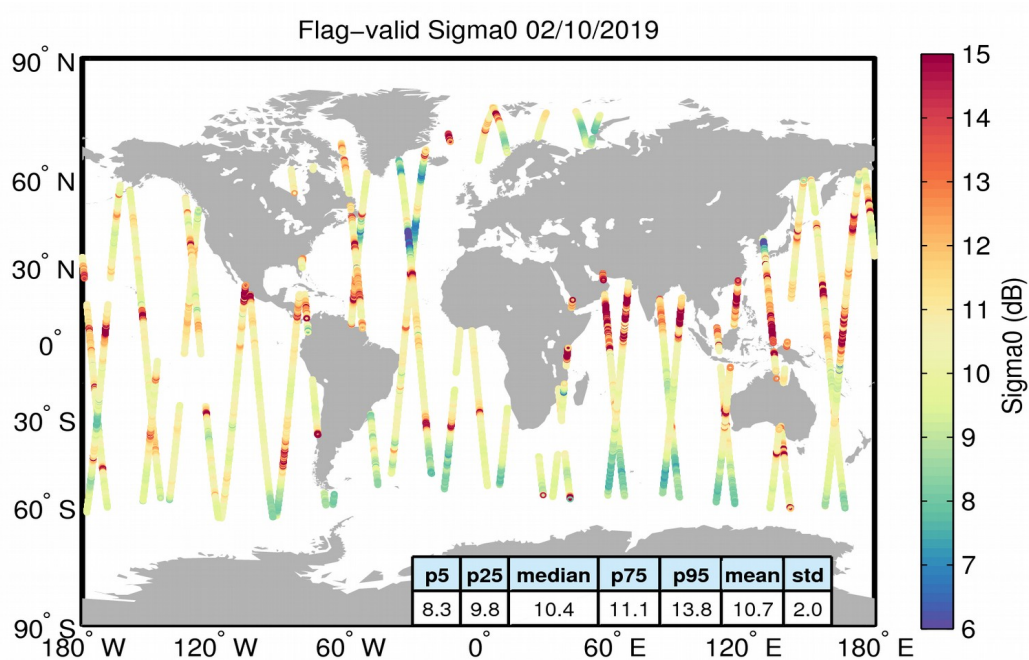 Flag−valid Sigma0 02/10/2019
90° N
60° N
30° N
0°
30° S
60° S
90° S
180° W
120° W
60° W
0°
60° E
120° E
180° E
15
14
13
12
11
10
9
8
7
6
Sigma0 (dB)
p5 p25 median p75 p95 mean std
8.3 9.8 10.4 11.1 13.8 10.7 2.0